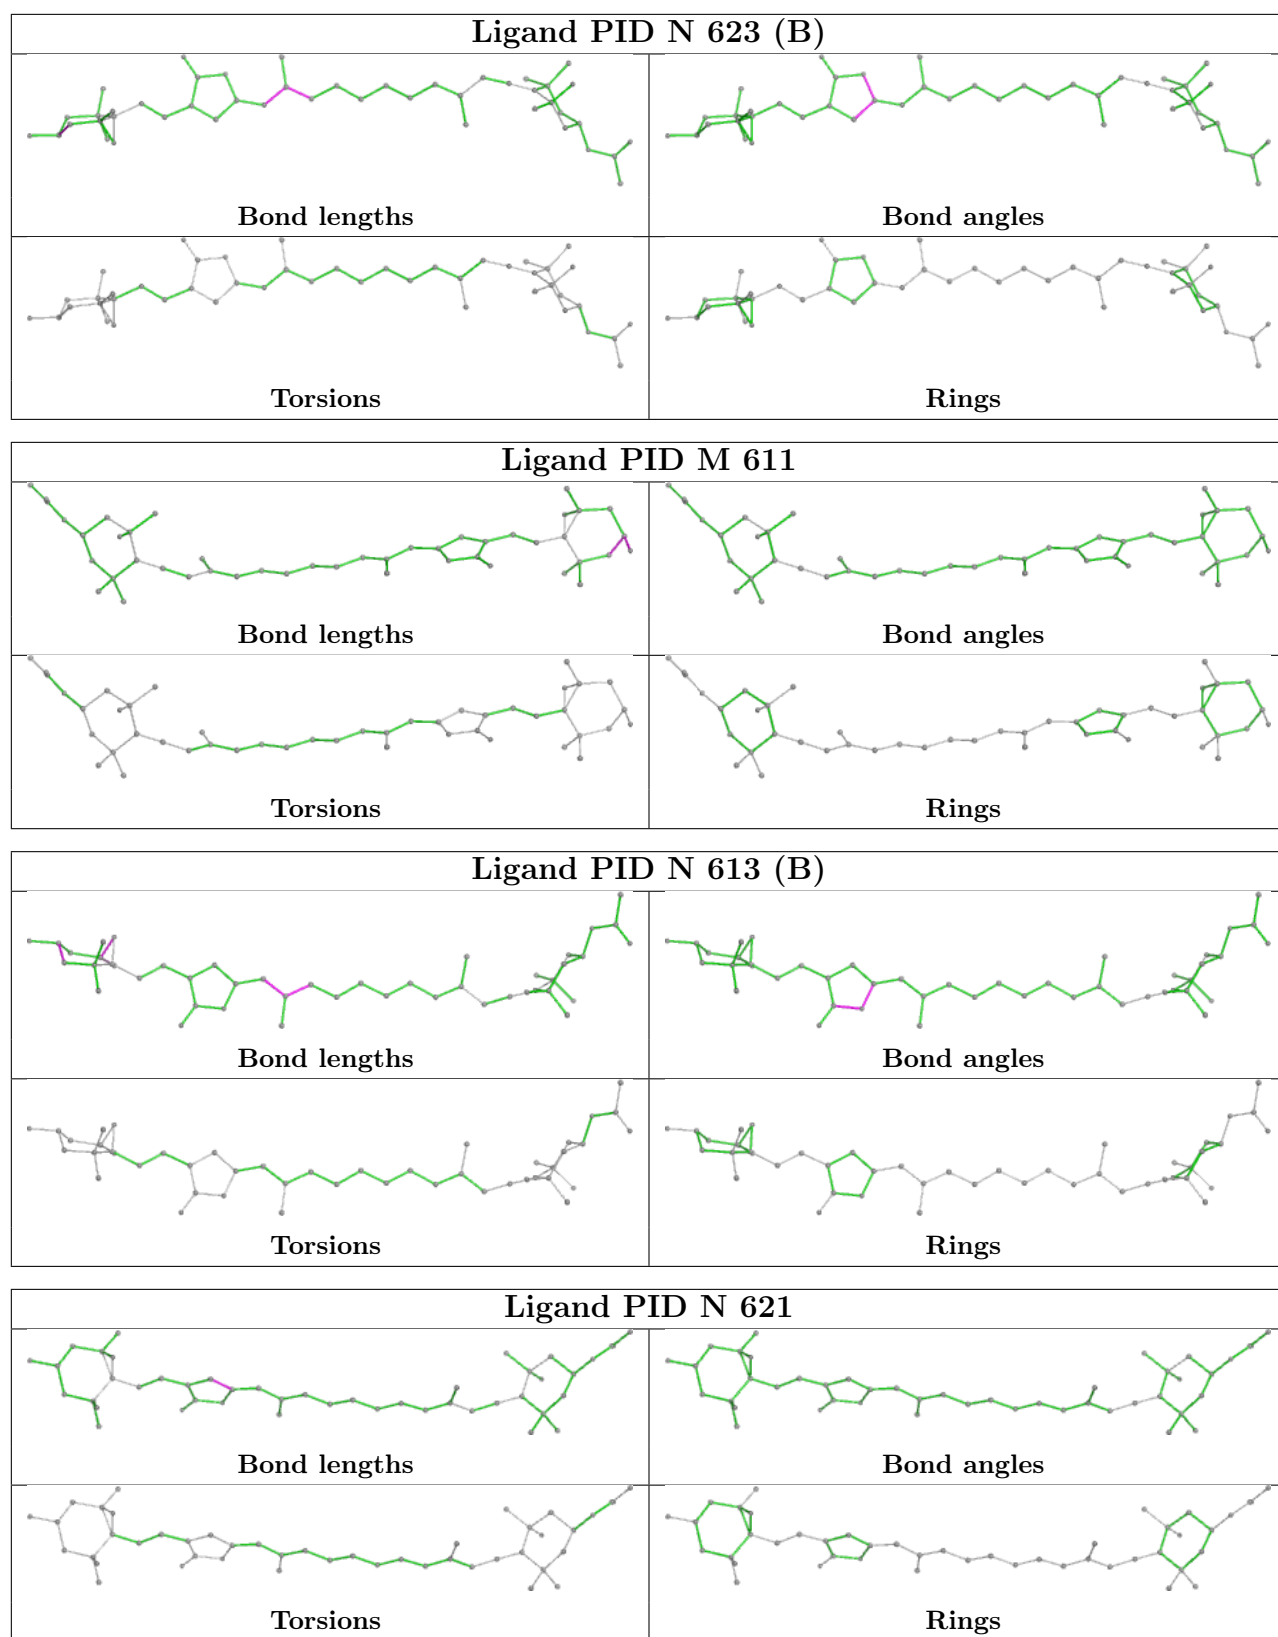 Ligand PID N 623 (B)
Bond lengths
Bond angles
Torsions
Rings
Ligand PID M 611
Bond lengths
Bond angles
Torsions
Rings
Ligand PID N 613 (B)
Bond lengths
Bond angles
Torsions
Rings
Ligand PID N 621
Bond lengths
Bond angles
Torsions
Rings